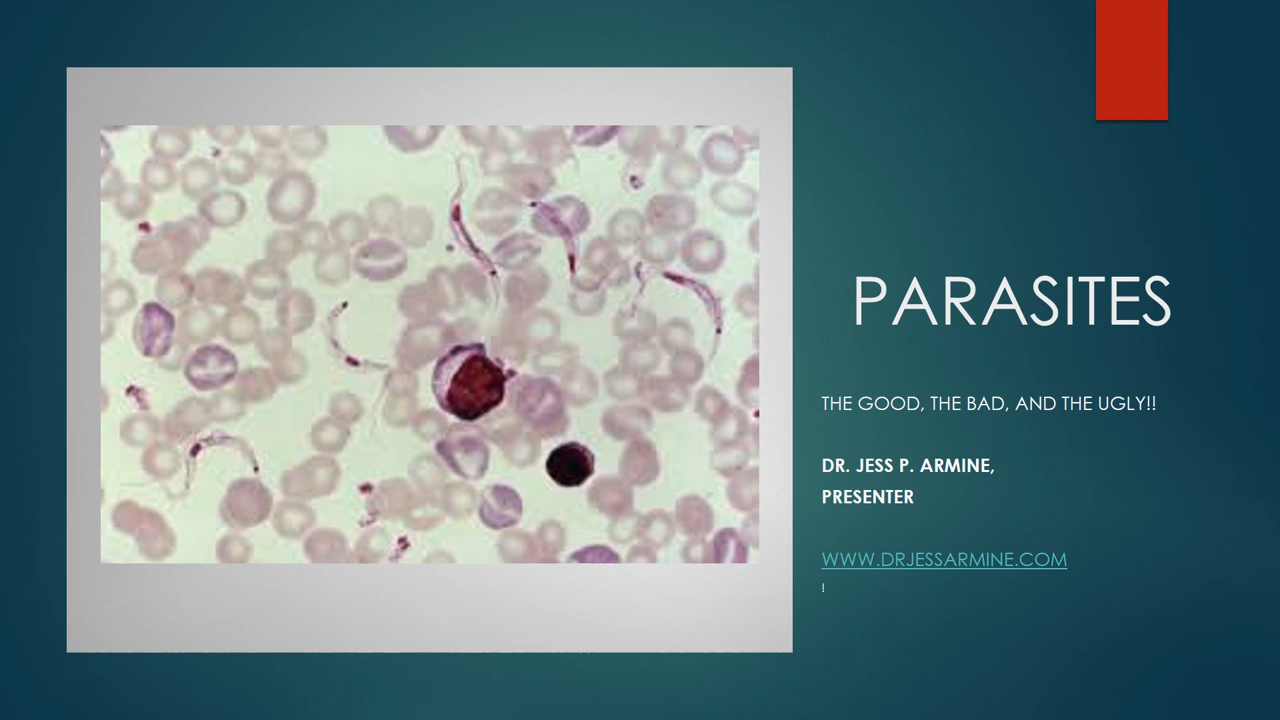 PARASITES
THE GOOD, THE BAD, AND THE UGLY!!
DR. JESS P. ARMINE,
PRESENTER
WWW.DRJESSARMINE.COM
!